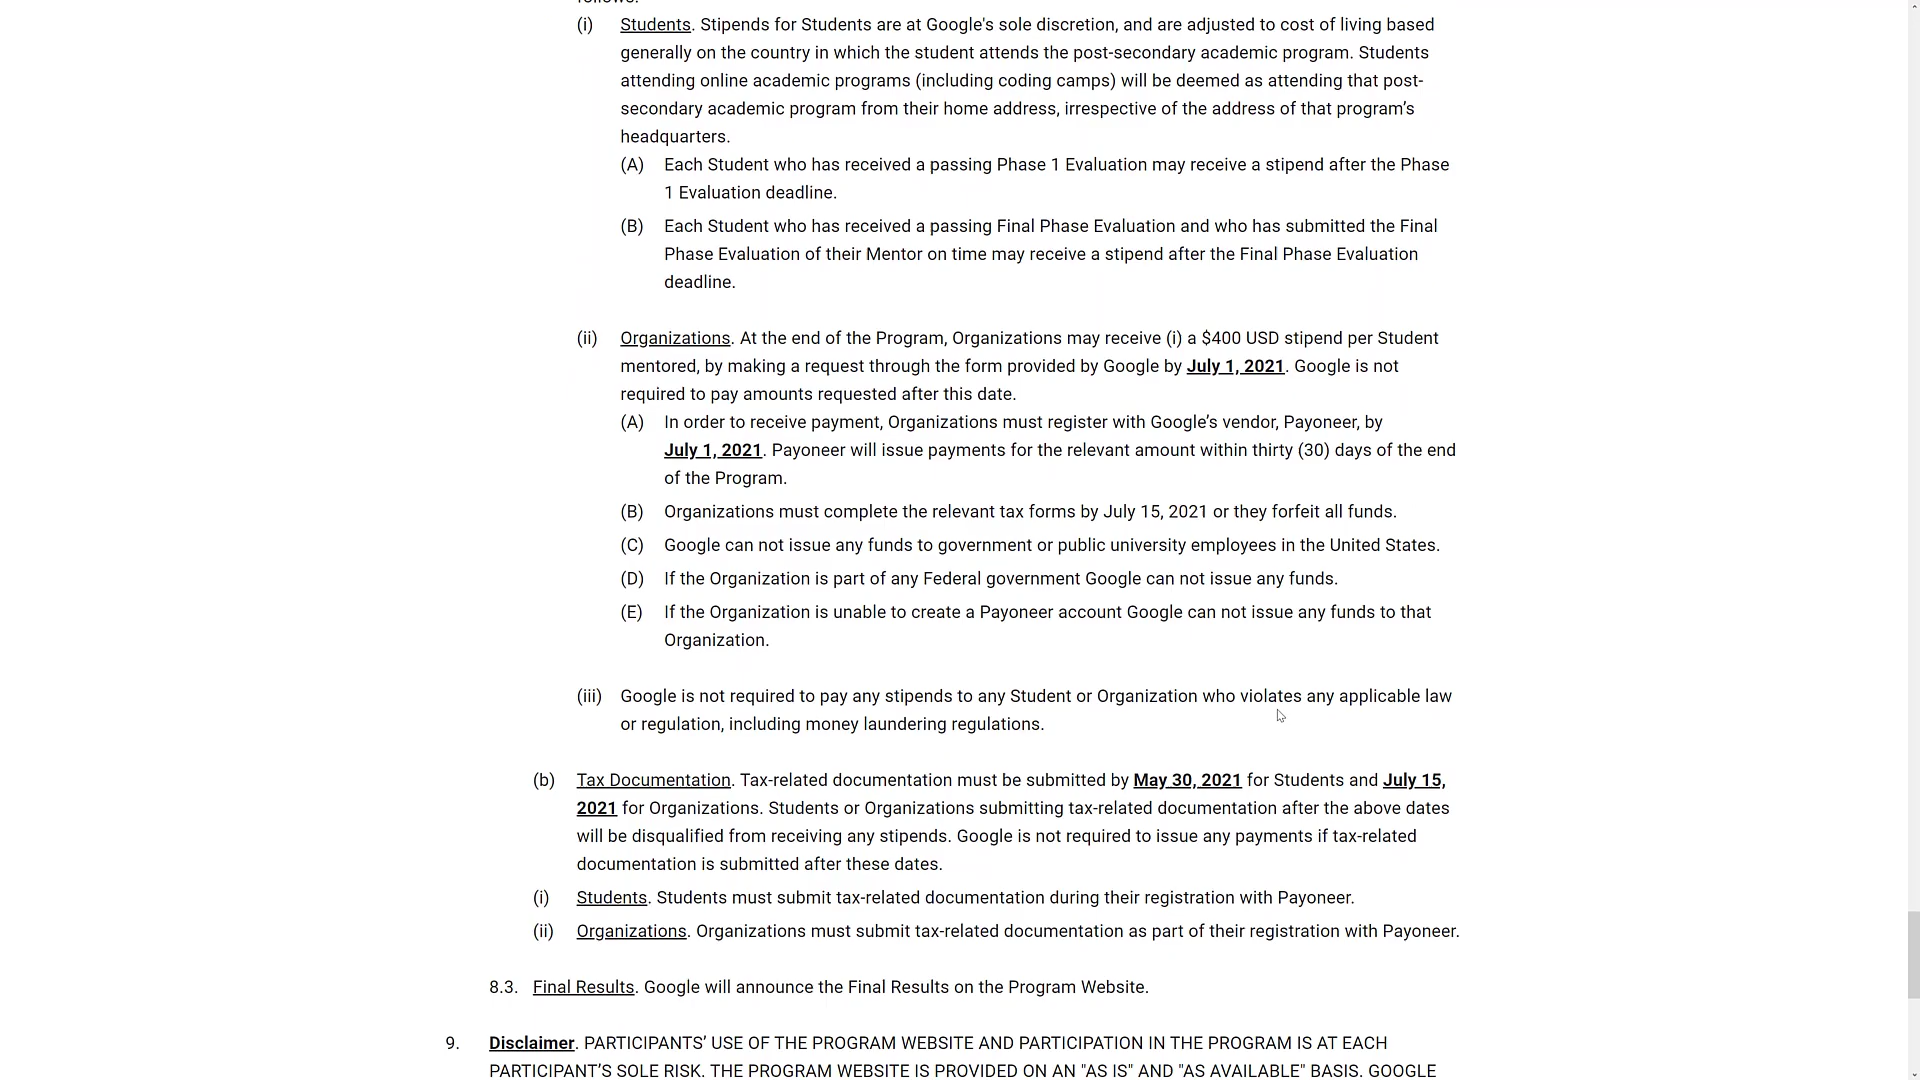 follows:
(i) Students. Stipends for Students are at Google's sole discretion, and are adjusted to cost of living based
generally on the country in which the student attends the post-secondary academic program. Students
attending online academic programs (including coding camps) will be deemed as attending that post-
secondary academic program from their home address, irrespective of the address of that program’s
headquarters.
(A) Each Student who has received a passing Phase 1 Evaluation may receive a stipend after the Phase
1 Evaluation deadline.
(B) Each Student who has received a passing Final Phase Evaluation and who has submitted the Final
Phase Evaluation of their Mentor on time may receive a stipend after the Final Phase Evaluation
deadline.
(ii) Organizations. At the end of the Program, Organizations may receive (i) a $400 USD stipend per Student
mentored, by making a request through the form provided by Google by July 1, 2021. Google is not
required to pay amounts requested after this date.
(A) In order to receive payment, Organizations must register with Google’s vendor, Payoneer, by
July 1, 2021. Payoneer will issue payments for the relevant amount within thirty (30) days of the end
of the Program.
(B) Organizations must complete the relevant tax forms by July 15, 2021 or they forfeit all funds.
(C) Google can not issue any funds to government or public university employees in the United States.
(D) If the Organization is part of any Federal government Google can not issue any funds.
(E) If the Organization is unable to create a Payoneer account Google can not issue any funds to that
Organization.
(iii) Google is not required to pay any stipends to any Student or Organization who violates any applicable law
or regulation, including money laundering regulations.
(b) Tax Documentation. Tax-related documentation must be submitted by May 30, 2021 for Students and July 15,
2021 for Organizations. Students or Organizations submitting tax-related documentation after the above dates
will be disqualified from receiving any stipends. Google is not required to issue any payments if tax-related
documentation is submitted after these dates.
(i) Students. Students must submit tax-related documentation during their registration with Payoneer.
(ii) Organizations. Organizations must submit tax-related documentation as part of their registration with Payoneer.
8.3. Final Results. Google will announce the Final Results on the Program Website.
9. Disclaimer. PARTICIPANTS’ USE OF THE PROGRAM WEBSITE AND PARTICIPATION IN THE PROGRAM IS AT EACH
PARTICIPANT’S SOLE RISK. THE PROGRAM WEBSITE IS PROVIDED ON AN "AS IS" AND "AS AVAILABLE" BASIS. GOOGLE